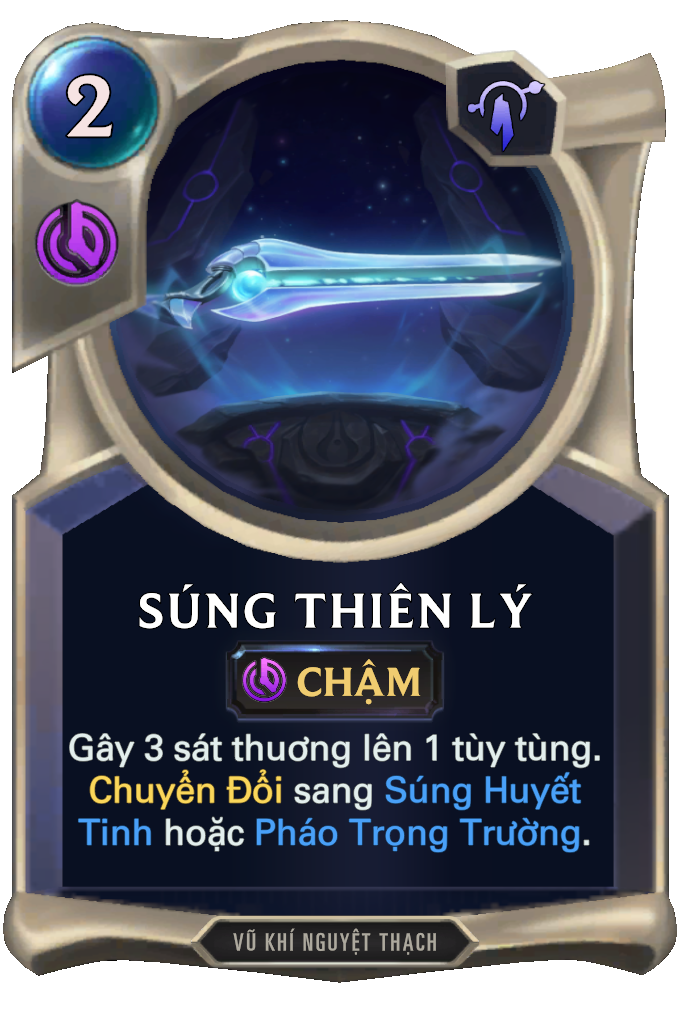 2
SÚNG THIÊN LÝ
CHẬM
Gây 3 sát thương lên 1 tùy tùng.
Chuyển Đổi sang Súng Huyết
Tinh hoặc Pháo Trọng Trường.
VŨ KHÍ NGUYỆT THẠCH